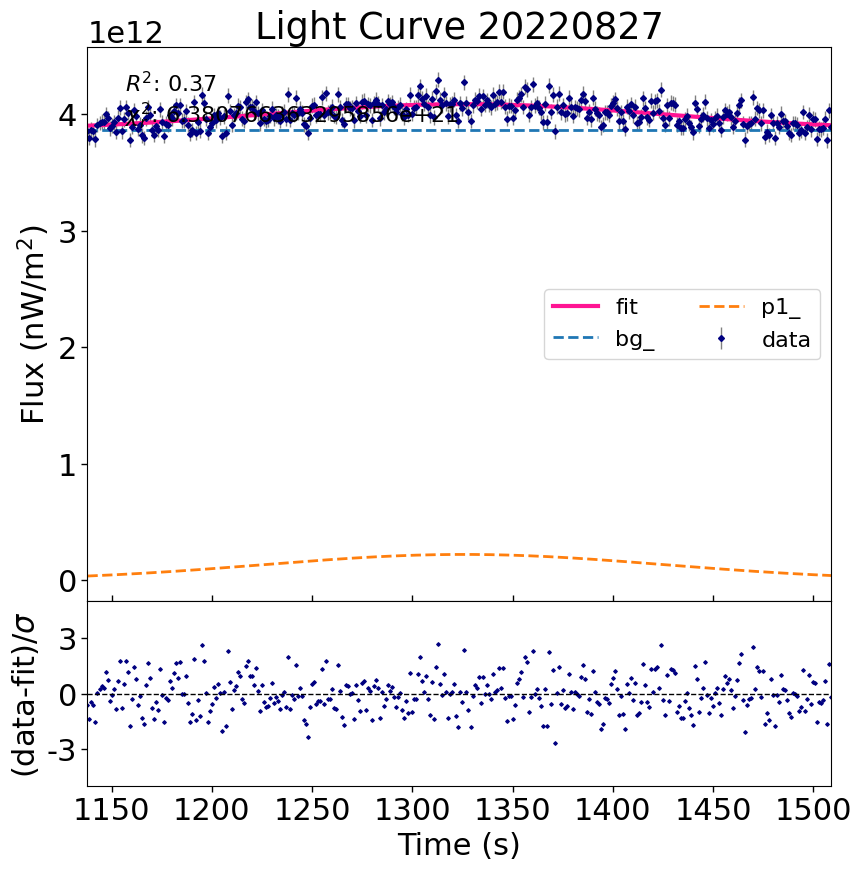 Light Curve 20220827
1e12
R²: 0.37
4
3
2
1
0
Flux (nW/m²)
fit
bg_
p1_
data
3
0
-3
(data-fit)/σ
1150 1200 1250 1300 1350 1400 1450 1500
Time (s)